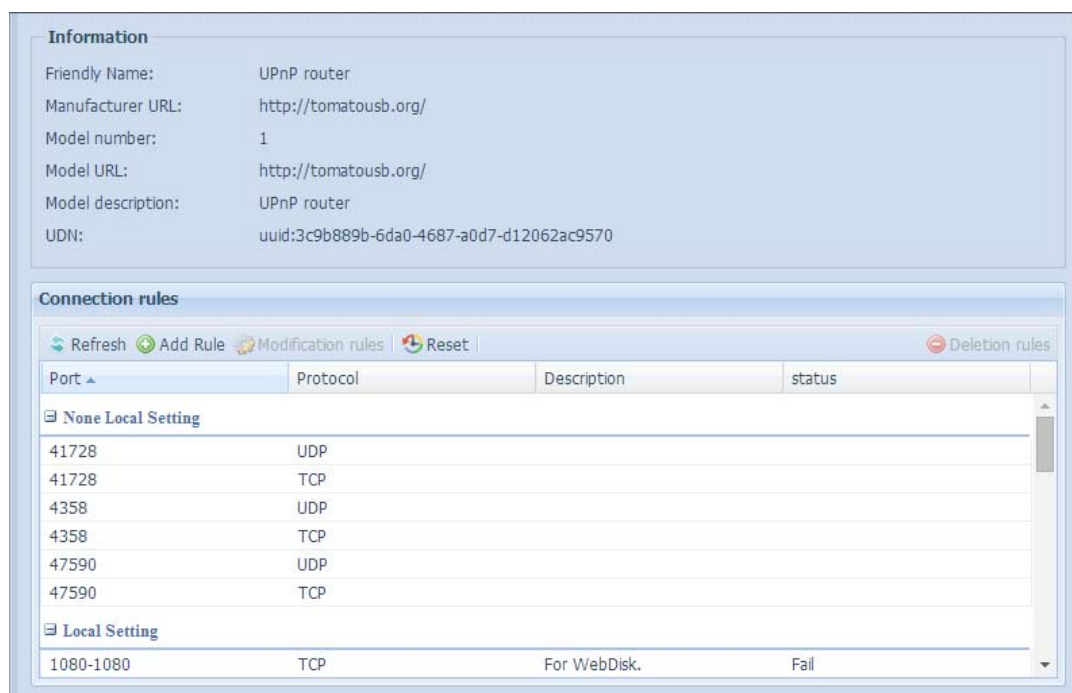 Information
Friendly Name: UPnP router
Manufacturer URL: http://tomatousb.org/
Model number: 1
Model URL: http://tomatousb.org/
Model description: UPnP router
UDN: uuid:3c9b889b-6da0-4687-a0d7-d12062ac9570
Connection rules
Refresh Add Rule Modification rules Reset Deletion rules
Port Protocol Description status
None Local Setting
41728 UDP
41728 TCP
4358 UDP
4358 TCP
47590 UDP
47590 TCP
Local Setting
1080-1080 TCP For WebDisk. Fail